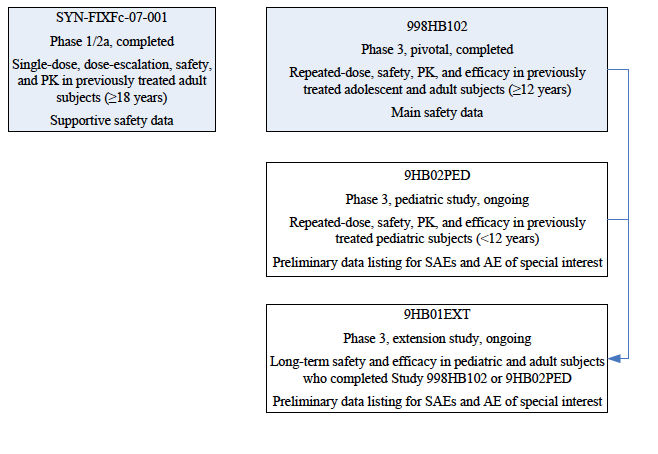 SYN-FIXFc-07-001
Phase 1/2a, completed
Single-dose, dose-escalation, safety,
and PK in previously treated adult
subjects (≥18 years)
Supportive safety data
998HB102
Phase 3, pivotal, completed
Repeated-dose, safety, PK, and efficacy in previously
treated adolescent and adult subjects (≥12 years)
Main safety data
9HB02PED
Phase 3, pediatric study, ongoing
Repeated-dose, safety, PK, and efficacy in previously
treated pediatric subjects (<12 years)
Preliminary data listing for SAEs and AE of special interest
9HB01EXT
Phase 3, extension study, ongoing
Long-term safety and efficacy in pediatric and adult subjects
who completed Study 998HB102 or 9HB02PED
Preliminary data listing for SAEs and AE of special interest